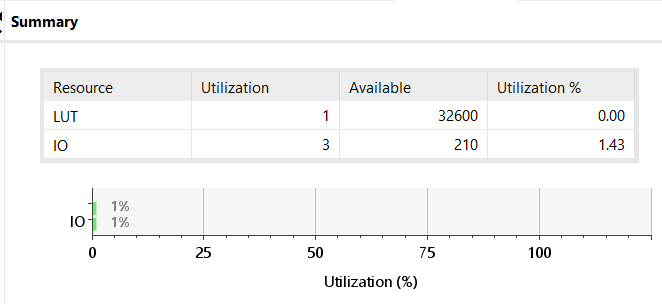 Summary
Resource Utilization Available Utilization %
LUT 1 32600 0.00
IO 3 210 1.43
1%
IO 1%
0 25 50 75 100
Utilization (%)